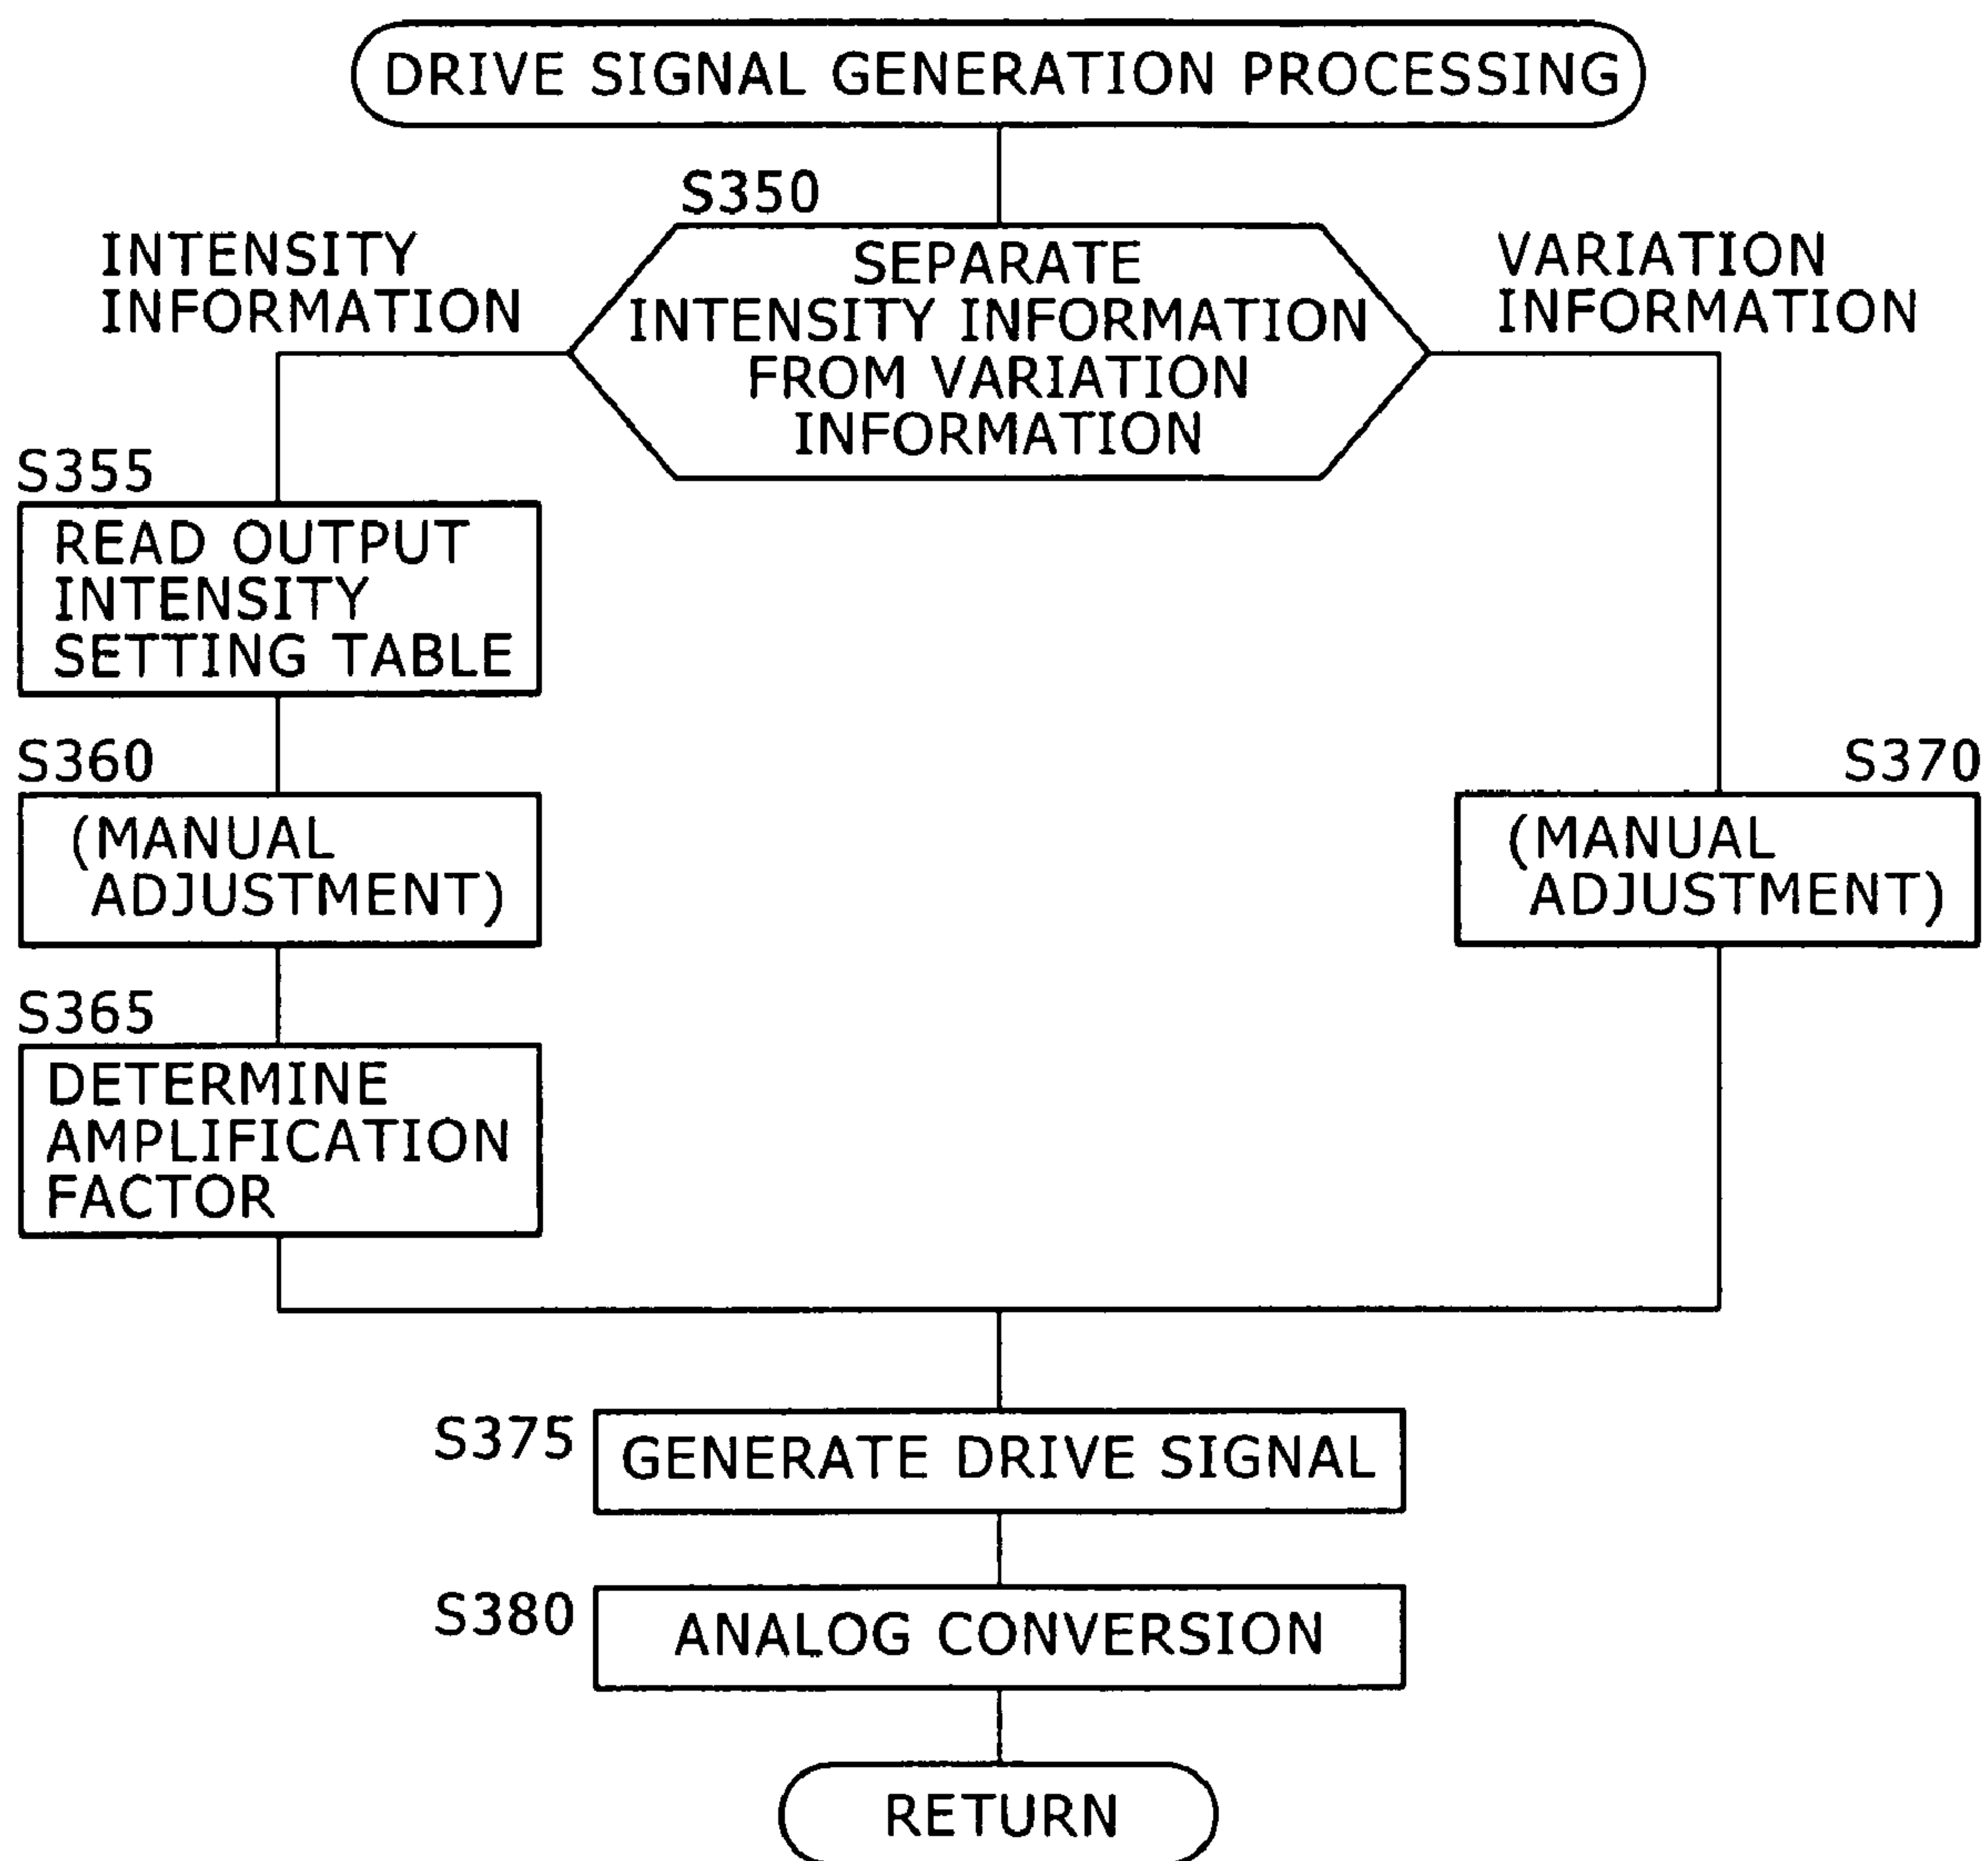 DRIVE SIGNAL GENERATION PROCESSING
S350
INTENSITY
INFORMATION
SEPARATE
INTENSITY INFORMATION
FROM VARIATION
INFORMATION
VARIATION
INFORMATION
S355
READ OUTPUT
INTENSITY
SETTING TABLE
S360
(MANUAL
ADJUSTMENT)
S365
DETERMINE
AMPLIFICATION
FACTOR
S370
(MANUAL
ADJUSTMENT)
S375
GENERATE DRIVE SIGNAL
S380
ANALOG CONVERSION
RETURN